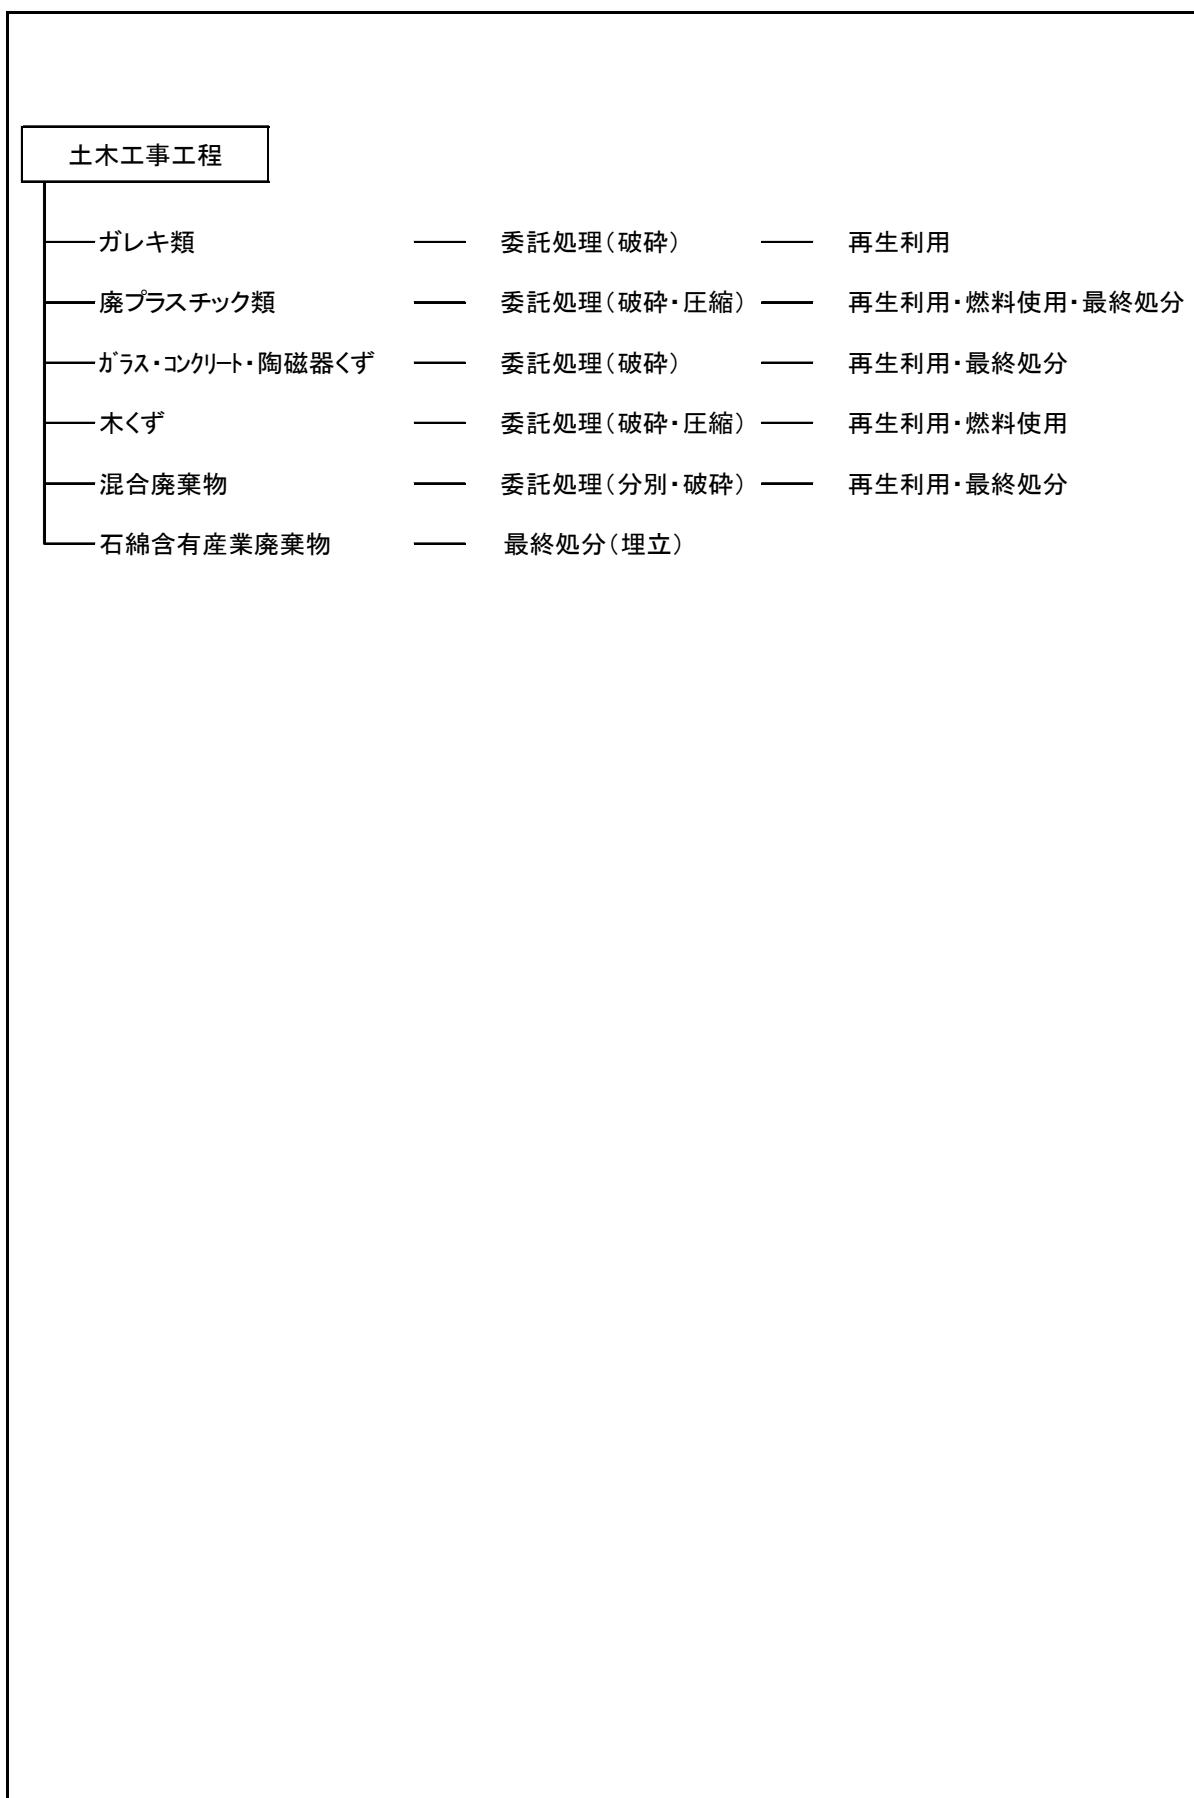 土木工事工程
ガレキ類 委託処理(破砕) 再生利用
廃プラスチック類 委託処理(破砕・圧縮) 再生利用・燃料使用・最終処分
ガラス・コンクリート・陶磁器くず 委託処理(破砕) 再生利用・最終処分
木くず 委託処理(破砕・圧縮) 再生利用・燃料使用
混合廃棄物 委託処理(分別・破砕) 再生利用・最終処分
石綿含有産業廃棄物 最終処分(埋立)